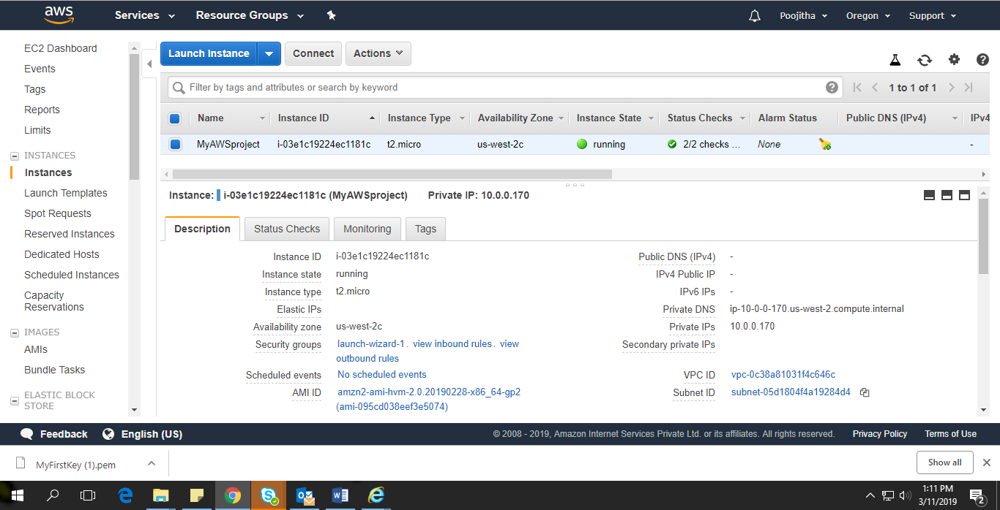 aws Services Resource Groups Poojitha Oregon Support
EC2 Dashboard
Events
Tags
Reports
Limits
INSTANCES
Instances
Launch Templates
Spot Requests
Reserved Instances
Dedicated Hosts
Scheduled Instances
Capacity
Reservations
IMAGES
AMIs
Bundle Tasks
ELASTIC BLOCK
STORE
Launch Instance Connect Actions
Filter by tags and attributes or search by keyword 1 to 1 of 1
Name Instance ID Instance Type Availability Zone Instance State Status Checks Alarm Status Public DNS (IPv4) IPv4
MyAWSproject i-03e1c19224ec1181c t2.micro us-west-2c running 2/2 checks ... None -
Instance: i-03e1c19224ec1181c (MyAWSproject) Private IP: 10.0.0.170
Description Status Checks Monitoring Tags
Instance ID i-03e1c19224ec1181c Public DNS (IPv4) -
Instance state running IPv4 Public IP -
Instance type t2.micro IPv6 IPs -
Elastic IPs Private DNS ip-10-0-0-170.us-west-2.compute.internal
Availability zone us-west-2c Private IPs 10.0.0.170
Security groups launch-wizard-1. view inbound rules. view Secondary private IPs
outbound rules
Scheduled events No scheduled events VPC ID vpc-0c38a81031f4c646c
AMI ID amzn2-ami-hvm-2.0.20190228-x86_64-gp2 Subnet ID subnet-05d1804f4a19284d4
(ami-095cd038eef3e5074)
Feedback English (US) © 2008 - 2019, Amazon Internet Services Private Ltd. or its affiliates. All rights reserved. Privacy Policy Terms of Use
MyFirstKey (1).pem Show all
1:11 PM
3/11/2019
2